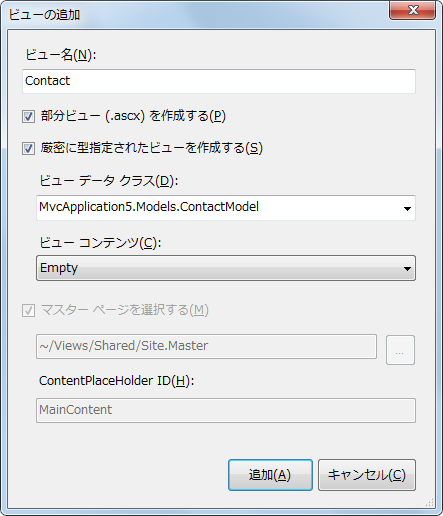 ビューの追加
ビュー名(N):
Contact
部分ビュー (.ascx) を作成する(P)
厳密に型指定されたビューを作成する(S)
ビュー データ クラス(D):
MvcApplication5.Models.ContactModel
ビュー コンテンツ(C):
Empty
マスター ページを選択する(M)
~/Views/Shared/Site.Master
...
ContentPlaceHolder ID(H):
MainContent
追加(A) キャンセル(C)